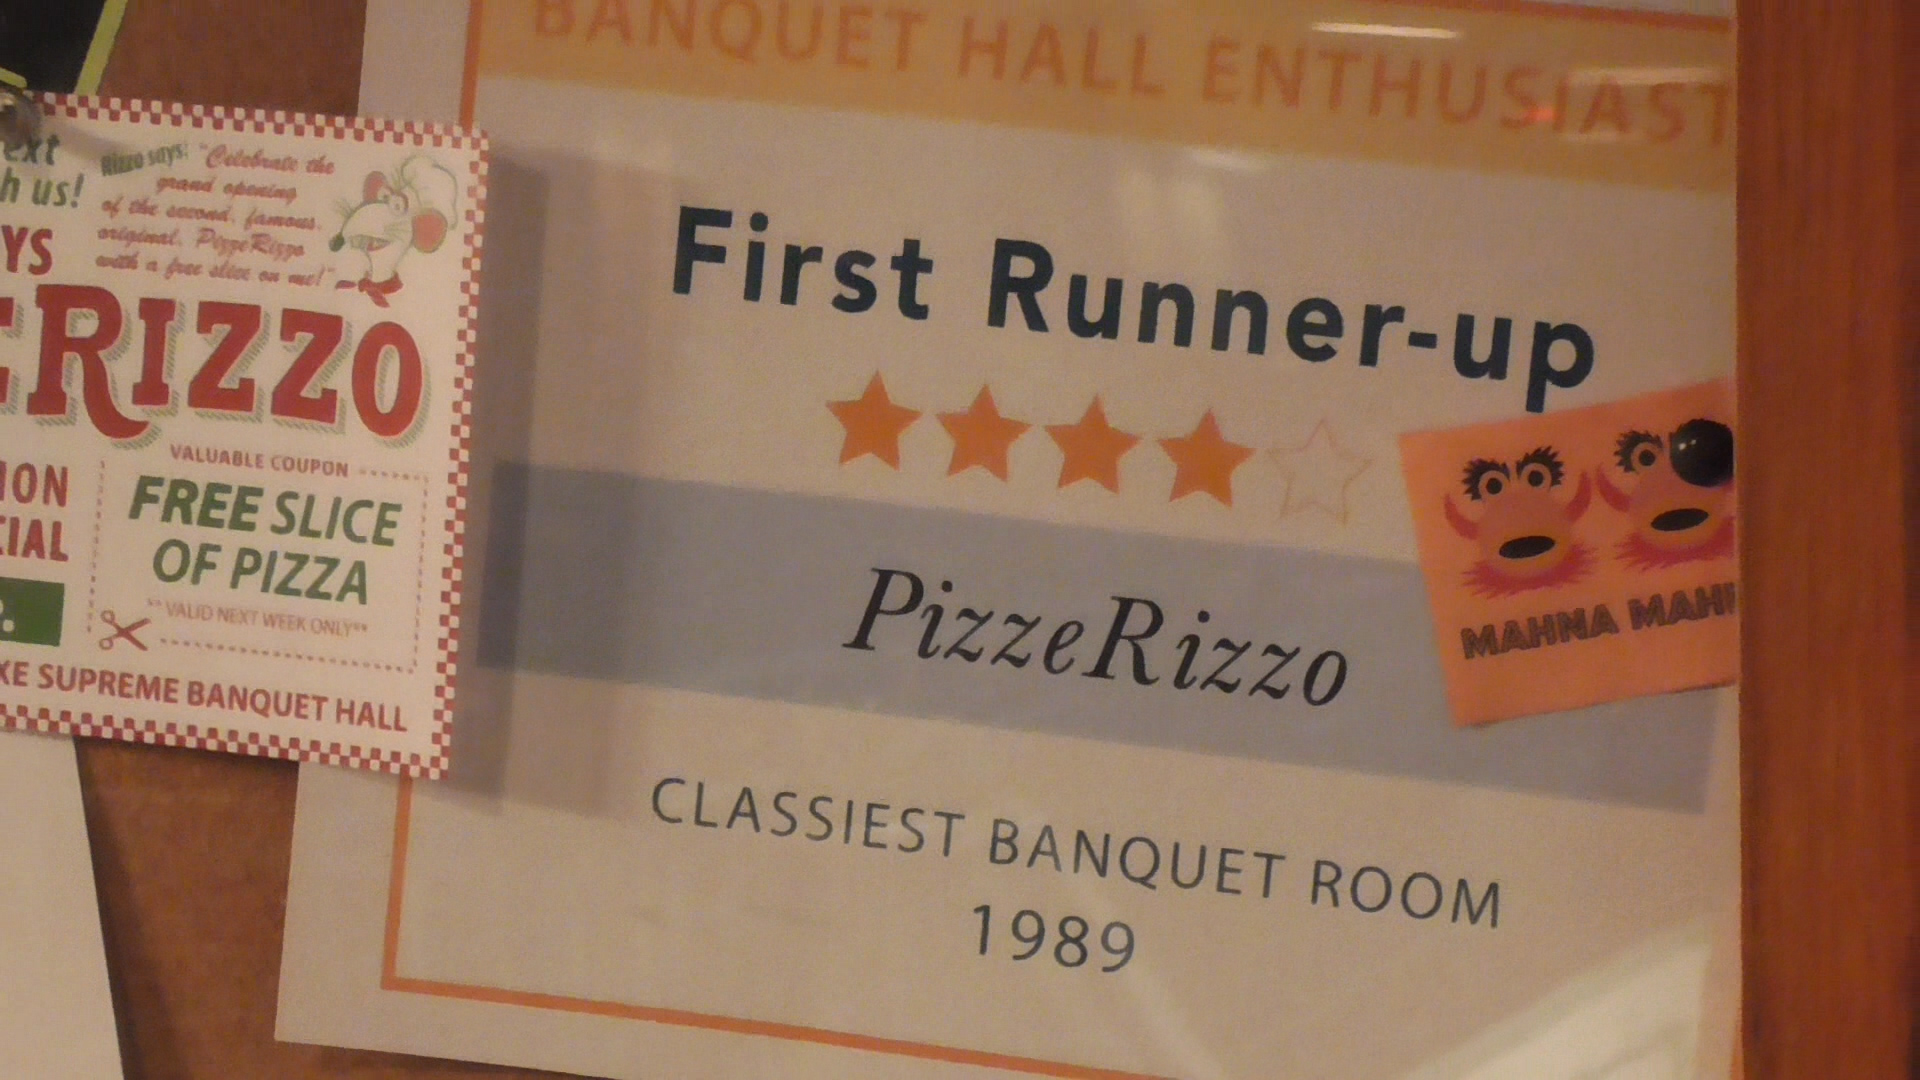 BANQUET HALL ENTHUSIAST
First Runner-up
PizzeRizzo
CLASSIEST BANQUET ROOM
1989
MAHNA MAH
ext
h us!
Rizzo says: "Celebrate the
grand opening
of the second, famous,
original, PizzeRizzo
with a free slice on me!"
YS
ERIZZO
VALUABLE COUPON
ION
CIAL
FREE SLICE
OF PIZZA
**VALID NEXT WEEK ONLY**
XE SUPREME BANQUET HALL